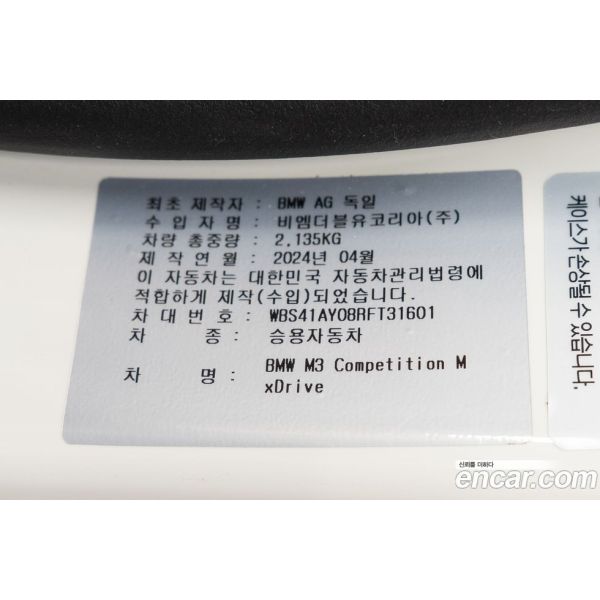 최초 제작자 : BMW AG 독일
수 입 자 명 : 비엠더블유코리아(주)
차량 총중량 : 2,135KG
제 작 연 월 : 2024년 04월
이 자동차는 대한민국 자동차관리법령에
적합하게 제작(수입)되었습니다.
차 대 번 호 : WBS41AY08RFT31601
차 종 : 승용자동차
차 명 : BMW M3 Competition M
xDrive
케이스가 손상될 수 있습니다.
신뢰를 더하다
encar.com